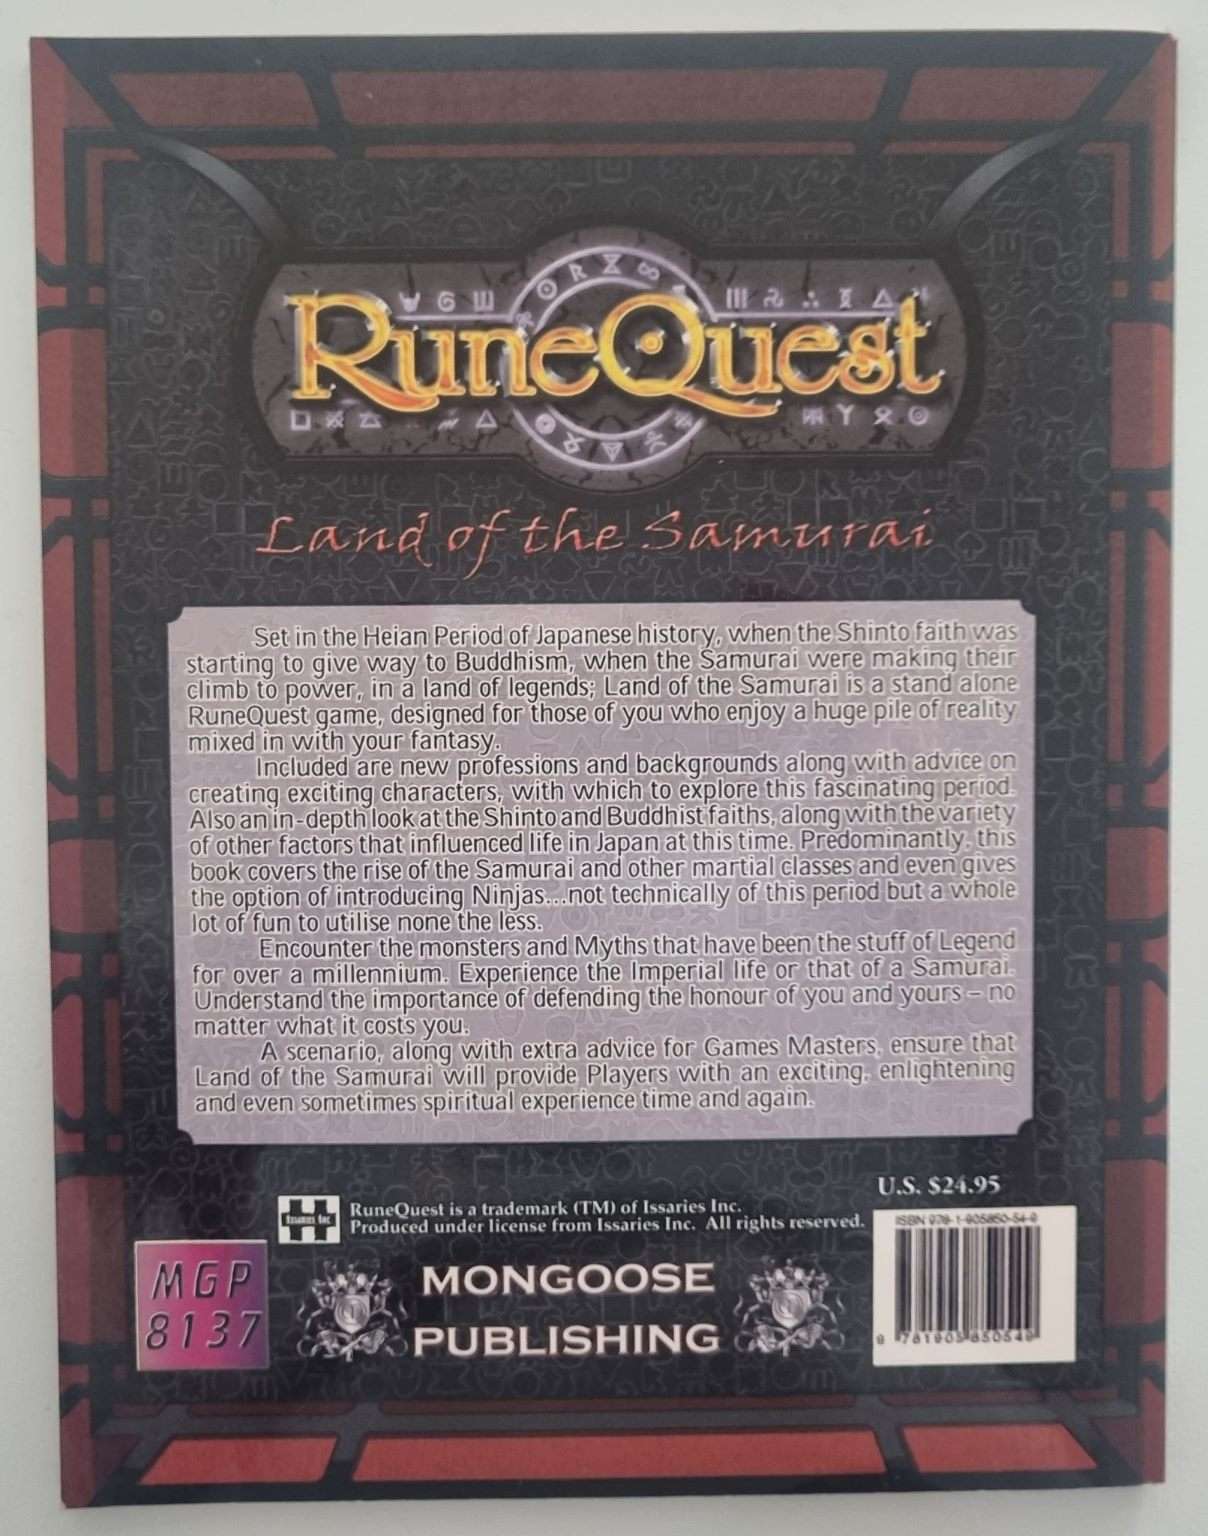 RuneQuest
Land of the Samurai
Set in the Heian Period of Japanese history, when the Shinto faith was
starting to give way to Buddhism, when the Samurai were making their
climb to power, in a land of legends; Land of the Samurai is a stand alone
RuneQuest game, designed for those of you who enjoy a huge pile of reality
mixed in with your fantasy.
Included are new professions and backgrounds along with advice on
creating exciting characters, with which to explore this fascinating period.
Also an in-depth look at the Shinto and Buddhist faiths, along with the variety
of other factors that influenced life in Japan at this time. Predominantly, this
book covers the rise of the Samurai and other martial classes and even gives
the option of introducing Ninjas...not technically of this period but a whole
lot of fun to utilise none the less.
Encounter the monsters and Myths that have been the stuff of Legend
for over a millennium. Experience the Imperial life or that of a Samurai.
Understand the importance of defending the honour of you and yours – no
matter what it costs you.
A scenario, along with extra advice for Games Masters, ensure that
Land of the Samurai will provide Players with an exciting, enlightening
and even sometimes spiritual experience time and again.
U.S. $24.95
Issaries Inc
RuneQuest is a trademark (TM) of Issaries Inc.
Produced under license from Issaries Inc. All rights reserved.
ISBN 978-1-905850-54-9
MGP
8137
MONGOOSE
PUBLISHING
9 781905 850549